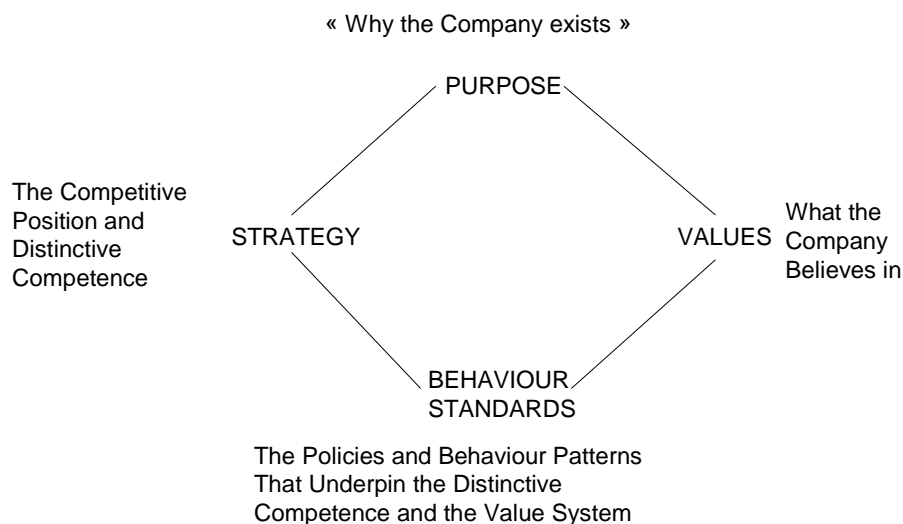 « Why the Company exists »
PURPOSE
The Competitive
Position and
Distinctive
Competence
STRATEGY
VALUES
What the
Company
Believes in
BEHAVIOUR
STANDARDS
The Policies and Behaviour Patterns
That Underpin the Distinctive
Competence and the Value System